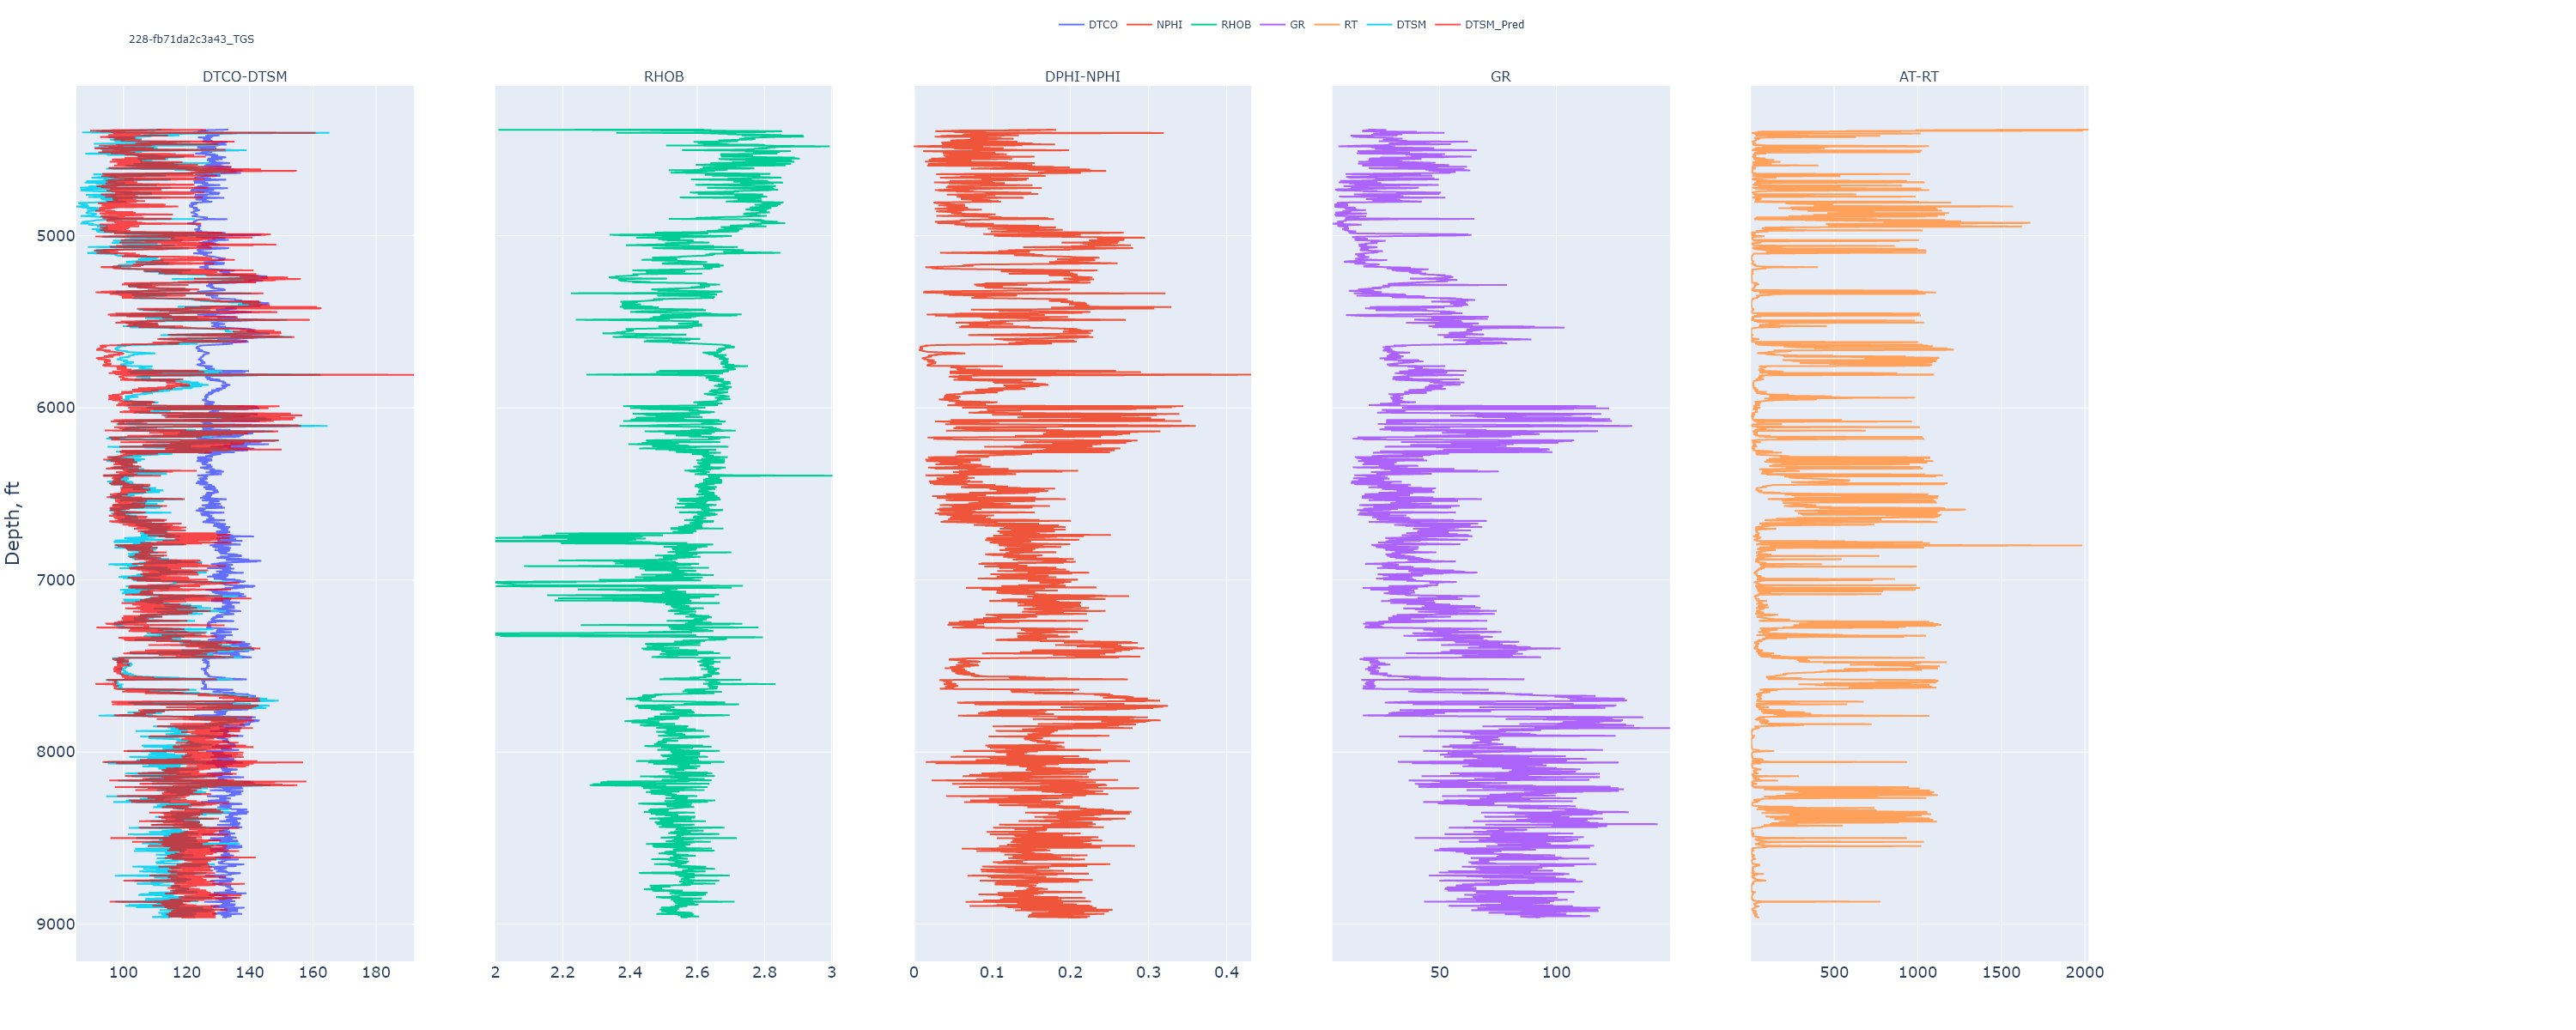 DTCO NPHI RHOB GR RT DTSM DTSM_Pred
228-fb71da2c3a43_TGS
DTCO-DTSM RHOB DPHI-NPHI GR AT-RT
Depth, ft
5000
6000
7000
8000
9000
100 120 140 160 180 2 2.2 2.4 2.6 2.8 3 0 0.1 0.2 0.3 0.4 50 100 500 1000 1500 2000